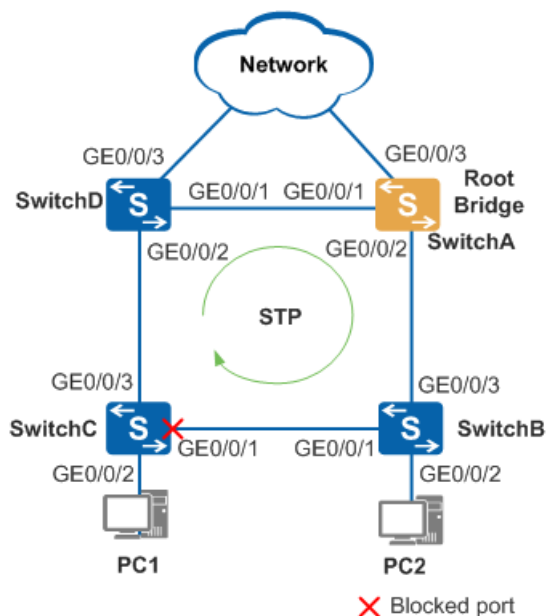 Network
GE0/0/3
GE0/0/3
SwitchD
S
GE0/0/1
GE0/0/1
S
Root
Bridge
SwitchA
GE0/0/2
GE0/0/2
STP
GE0/0/3
GE0/0/3
SwitchC
S
GE0/0/1
GE0/0/1
S
SwitchB
GE0/0/2
GE0/0/2
PC1
PC2
Blocked port